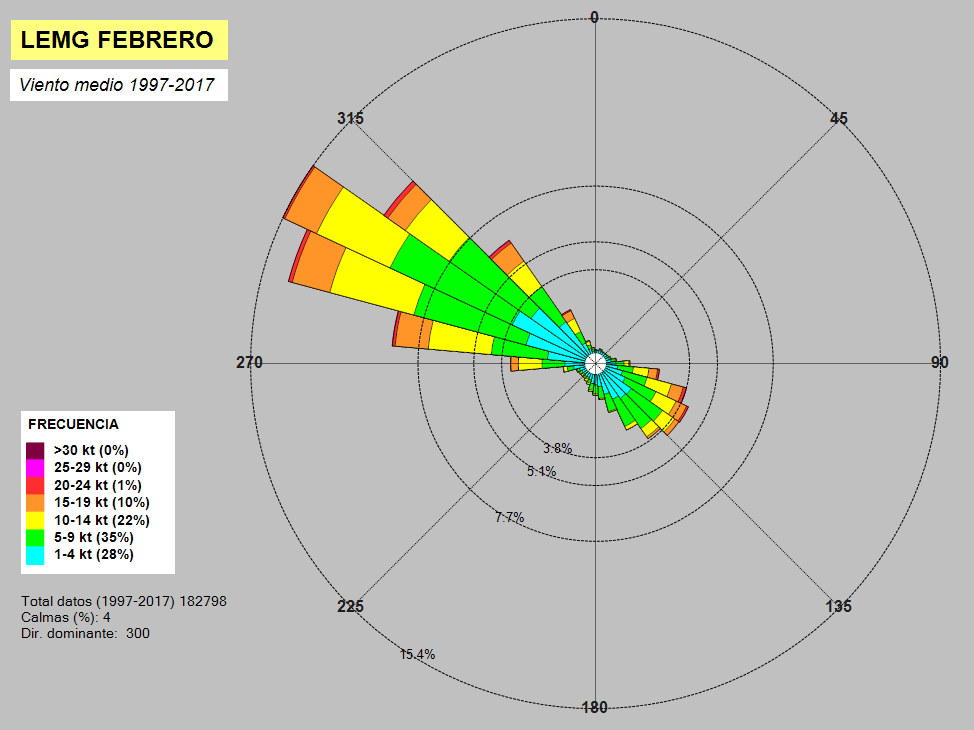 LEMG FEBRERO
Viento medio 1997-2017
0
315
45
270
90
3.8%
5.1%
7.7%
FRECUENCIA
>30 kt (0%)
25-29 kt (0%)
20-24 kt (1%)
15-19 kt (10%)
10-14 kt (22%)
5-9 kt (35%)
1-4 kt (28%)
Total datos (1997-2017) 182798
Calmas (%): 4
Dir. dominante:  300
225
135
15.4%
180